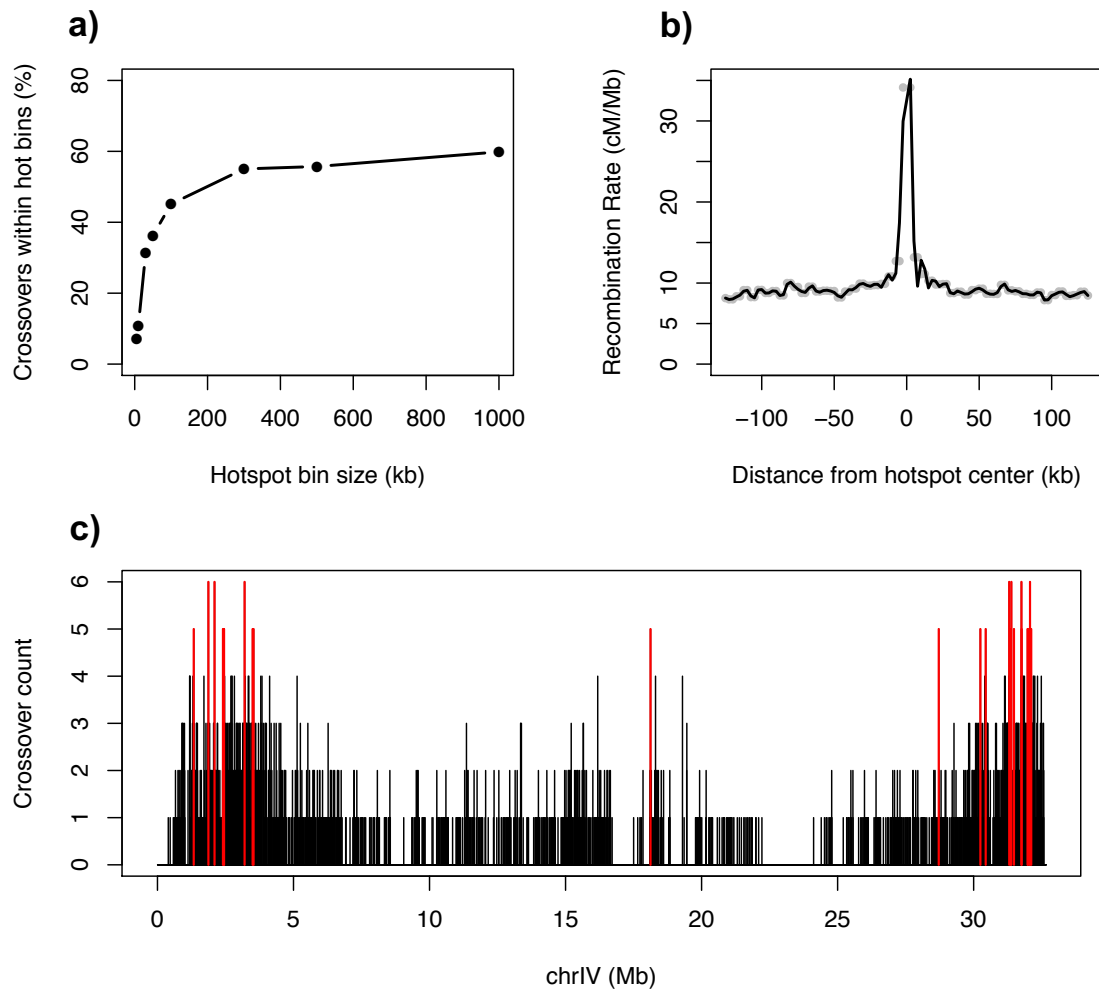 a)
Crossovers within hot bins (%)
0 20 40 60 80
0 200 400 600 800 1000
Hotspot bin size (kb)
b)
Recombination Rate (cM/Mb)
0 5 10 20 30
−100 −50 0 50 100
Distance from hotspot center (kb)
c)
Crossover count
0 1 2 3 4 5 6
0 5 10 15 20 25 30
chrIV (Mb)